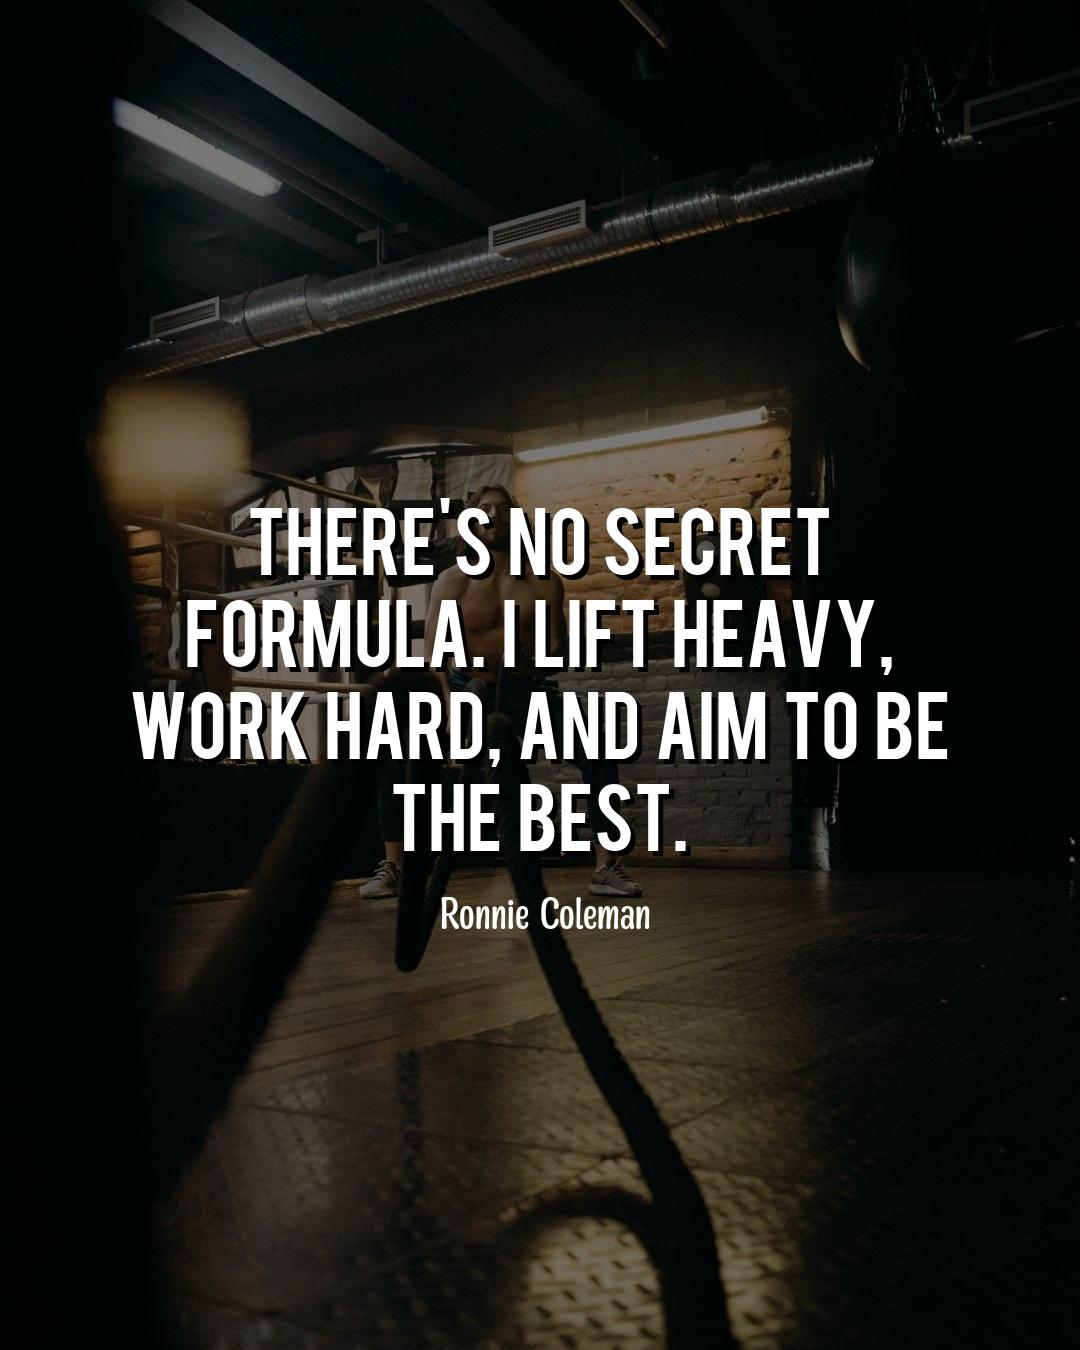 THERE'S NO SECRET
FORMULA. I LIFT HEAVY,
WORK HARD, AND AIM TO BE
THE BEST.
Ronnie Coleman